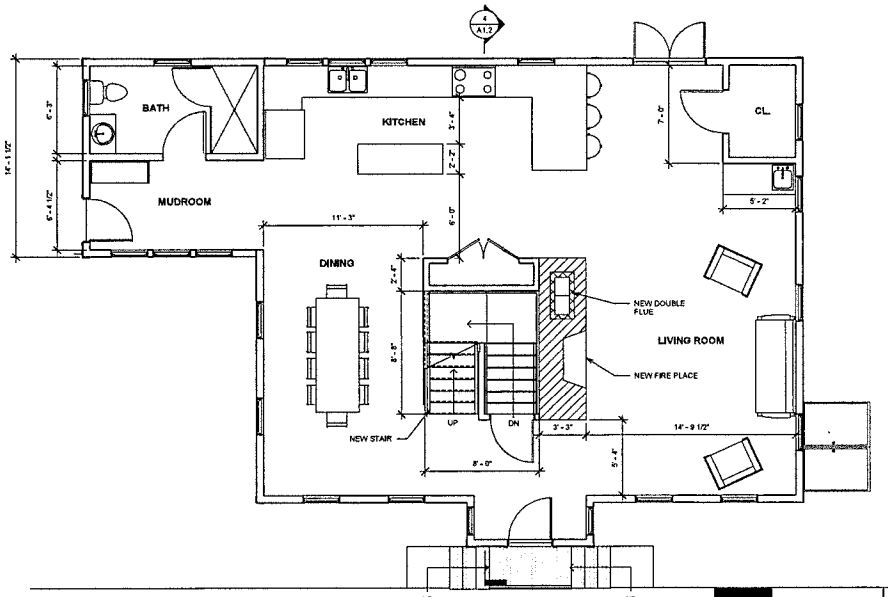 4
A1.2
BATH
6'-3"
14'-1 1/2"
KITCHEN
3'-4"
2'-2"
7'-0"
CL.
6'-4 1/2"
MUDROOM
5'-2"
11'-3"
6'-0"
DINING
2'-4"
NEW DOUBLE
FLUE
LIVING ROOM
8'-8"
NEW FIRE PLACE
UP
DN
3'-3"
14'-9 1/2"
NEW STAIR
8'-0"
5'-4"